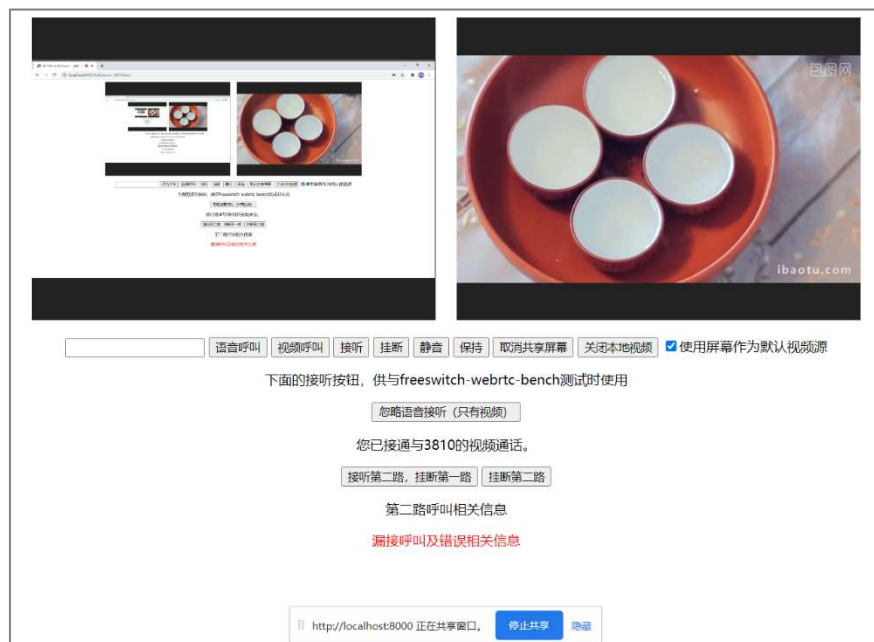 包图网
ibaotu.com
语音呼叫 视频呼叫 接听 挂断 静音 保持 取消共享屏幕 关闭本地视频 使用屏幕作为默认视频源
下面的接听按钮，供与freeswitch-webrtc-bench测试时使用
忽略语音接听（只有视频）
您已接通与3810的视频通话。
接听第二路，挂断第一路 挂断第二路
第二路呼叫相关信息
漏接呼叫及错误相关信息
http://localhost:8000 正在共享窗口。 停止共享 隐藏